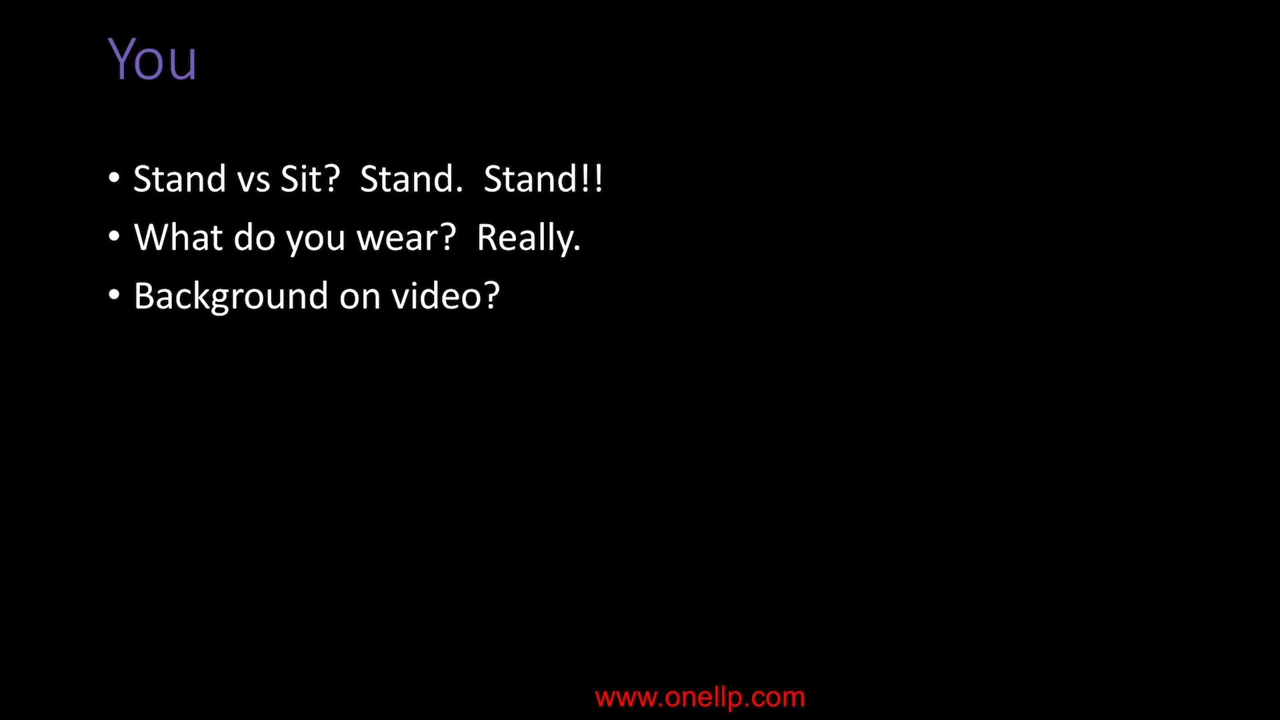 You
• Stand vs Sit?  Stand.  Stand!!
• What do you wear?  Really.
• Background on video?
www.onellp.com